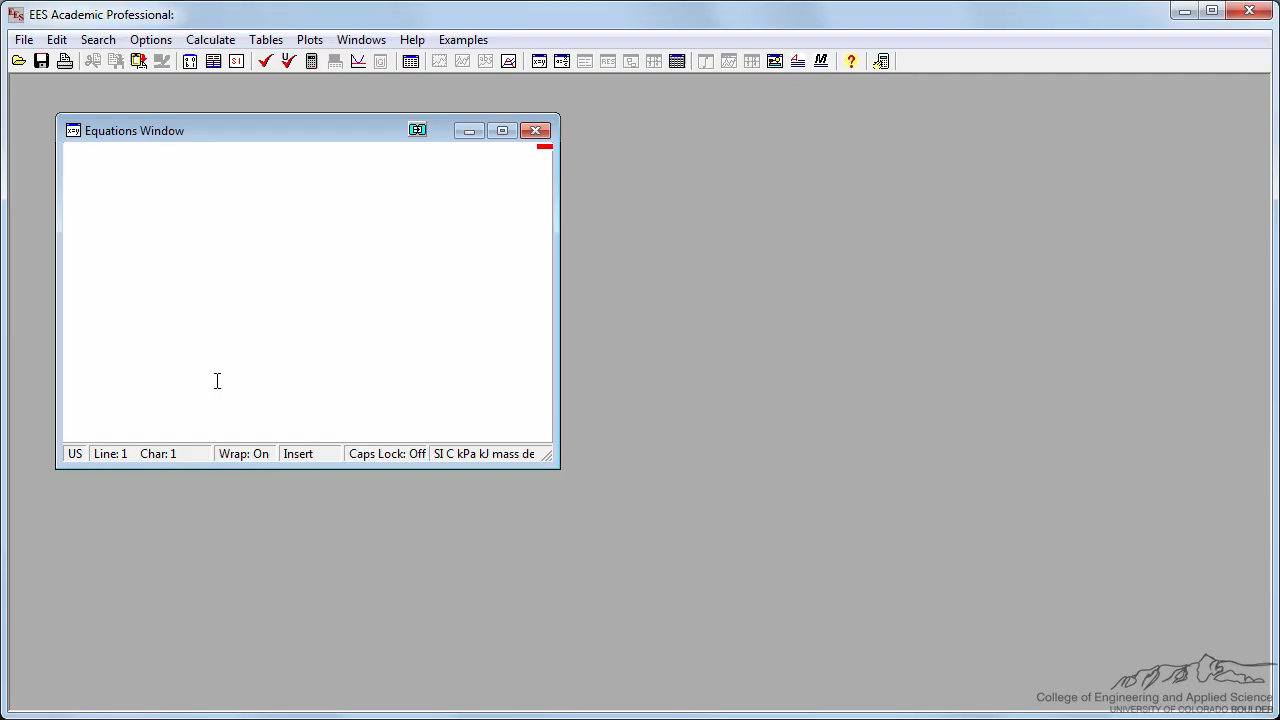 EES Academic Professional:
File Edit Search Options Calculate Tables Plots Windows Help Examples
Equations Window
US Line: 1 Char: 1 Wrap: On Insert Caps Lock: Off SI C kPa kJ mass de
College of Engineering and Applied Science
UNIVERSITY OF COLORADO BOULDER